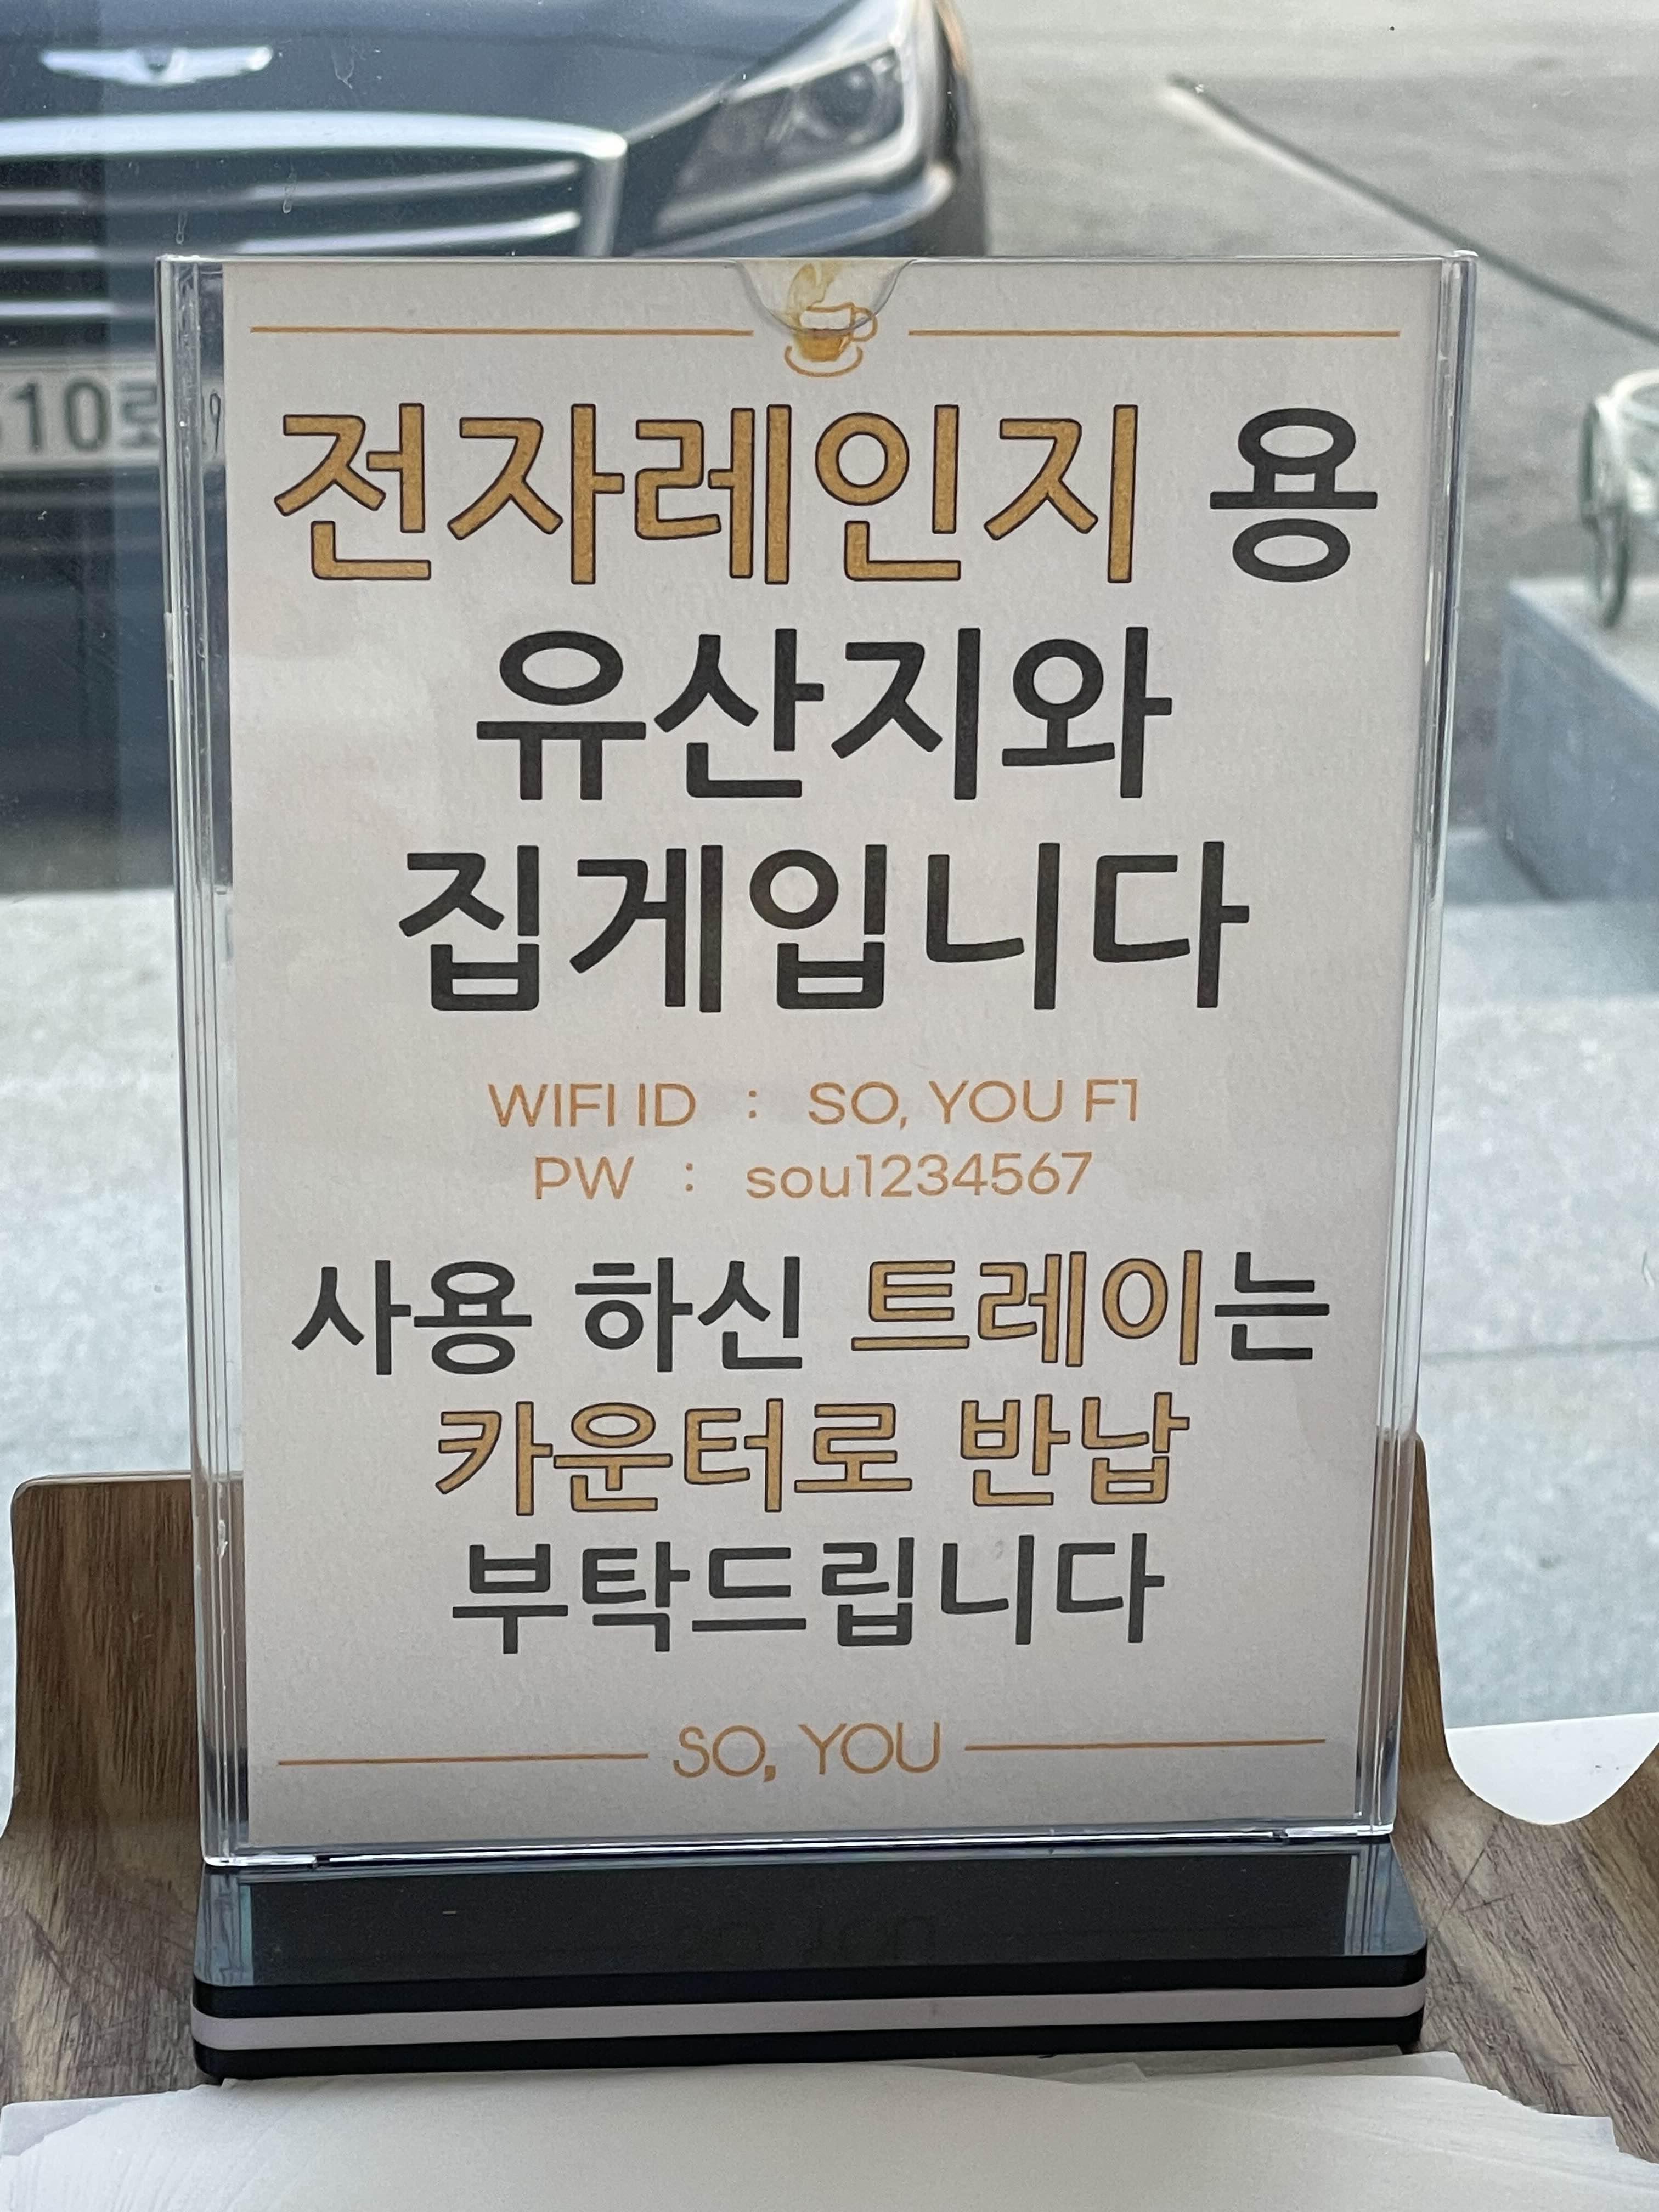 전자레인지 용
유산지와
집게입니다
WIFI ID : SO, YOU F1
PW : sou1234567
사용 하신 트레이는
카운터로 반납
부탁드립니다
SO, YOU